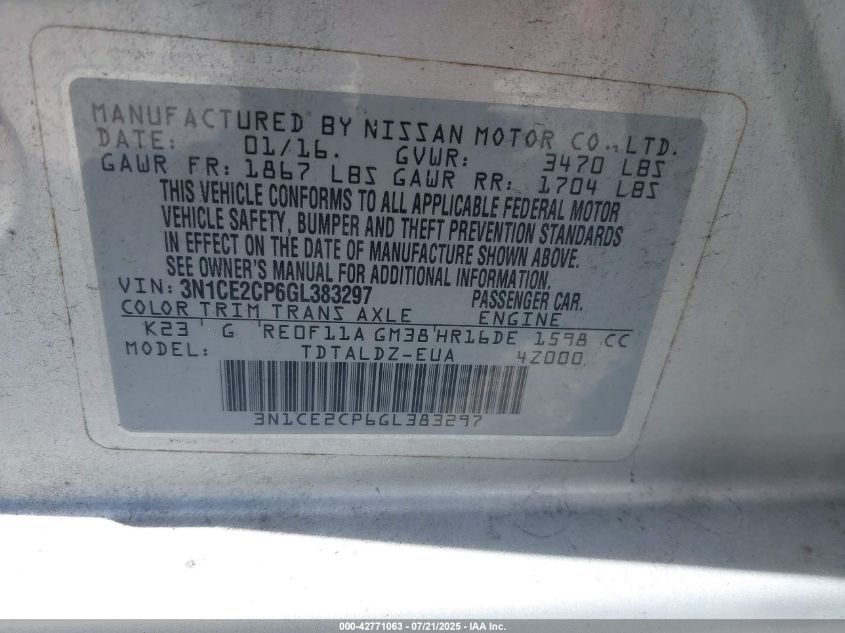 MANUFACTURED BY NISSAN MOTOR CO., LTD.
DATE: 01/16. GVWR: 3470 LBS
GAWR FR: 1867 LBS GAWR RR: 1704 LBS
THIS VEHICLE CONFORMS TO ALL APPLICABLE FEDERAL MOTOR
VEHICLE SAFETY, BUMPER AND THEFT PREVENTION STANDARDS
IN EFFECT ON THE DATE OF MANUFACTURE SHOWN ABOVE.
SEE OWNER'S MANUAL FOR ADDITIONAL INFORMATION.
VIN: 3N1CE2CP6GL383297 PASSENGER CAR.
COLOR TRIM TRANS AXLE ENGINE
K23 G RE0F11A GM38 HR16DE 1598 CC
MODEL: TDTALDZ-EUA 4Z000
3N1CE2CP6GL383297
000-42771063 - 07/21/2025 - IAA Inc.